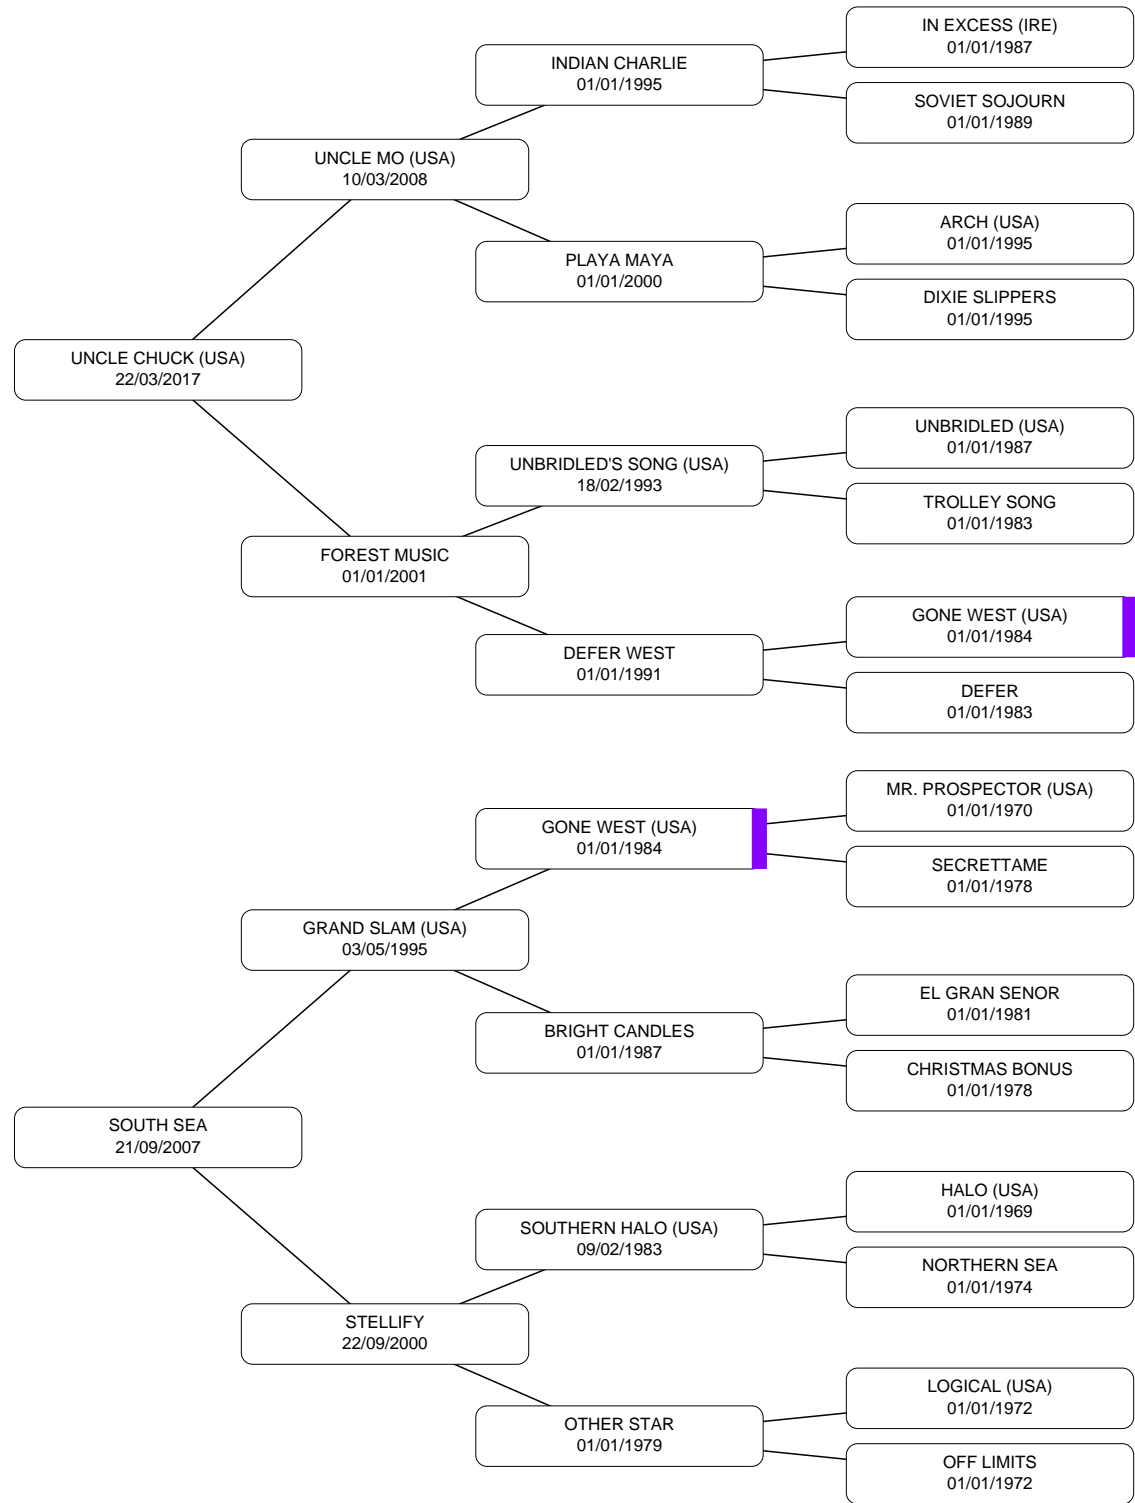 IN EXCESS (IRE)
01/01/1987
INDIAN CHARLIE
01/01/1995
SOVIET SOJOURN
01/01/1989
UNCLE MO (USA)
10/03/2008
ARCH (USA)
01/01/1995
PLAYA MAYA
01/01/2000
DIXIE SLIPPERS
01/01/1995
UNCLE CHUCK (USA)
22/03/2017
UNBRIDLED (USA)
01/01/1987
UNBRIDLED'S SONG (USA)
18/02/1993
TROLLEY SONG
01/01/1983
FOREST MUSIC
01/01/2001
GONE WEST (USA)
01/01/1984
DEFER WEST
01/01/1991
DEFER
01/01/1983
MR. PROSPECTOR (USA)
01/01/1970
GONE WEST (USA)
01/01/1984
SECRETTAME
01/01/1978
GRAND SLAM (USA)
03/05/1995
EL GRAN SENOR
01/01/1981
BRIGHT CANDLES
01/01/1987
CHRISTMAS BONUS
01/01/1978
SOUTH SEA
21/09/2007
HALO (USA)
01/01/1969
SOUTHERN HALO (USA)
09/02/1983
NORTHERN SEA
01/01/1974
STELLIFY
22/09/2000
LOGICAL (USA)
01/01/1972
OTHER STAR
01/01/1979
OFF LIMITS
01/01/1972